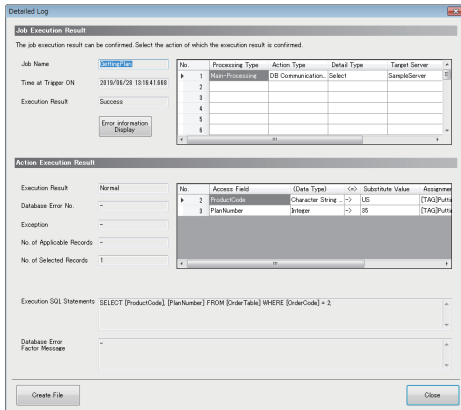 Detailed Log
Job Execution Result
The job execution result can be confirmed. Select the action of which the execution result is confirmed.
Job Name GettingPlan
Time at Trigger ON 2019/06/28 13:16:41.668
Execution Result Success
Error information Display
No. Processing Type Action Type Detail Type Target Server
1 Main-Processing DB Communication... Select SampleServer
2
3
4
5
6
Action Execution Result
Execution Result Normal
Database Error No. -
Exception -
No. of Applicable Records -
No. of Selected Records 1
No. Access Field (Data Type) <=> Substitute Value Assignme
2 ProductCode Character String ... -> US [TAG]Putti
3 PlanNumber Integer -> 35 [TAG]Putti
Execution SQL Statements SELECT [ProductCode], [PlanNumber] FROM [OrderTable] WHERE [OrderCode] = 2;
Database Error
Factor Message -
Create File
Close